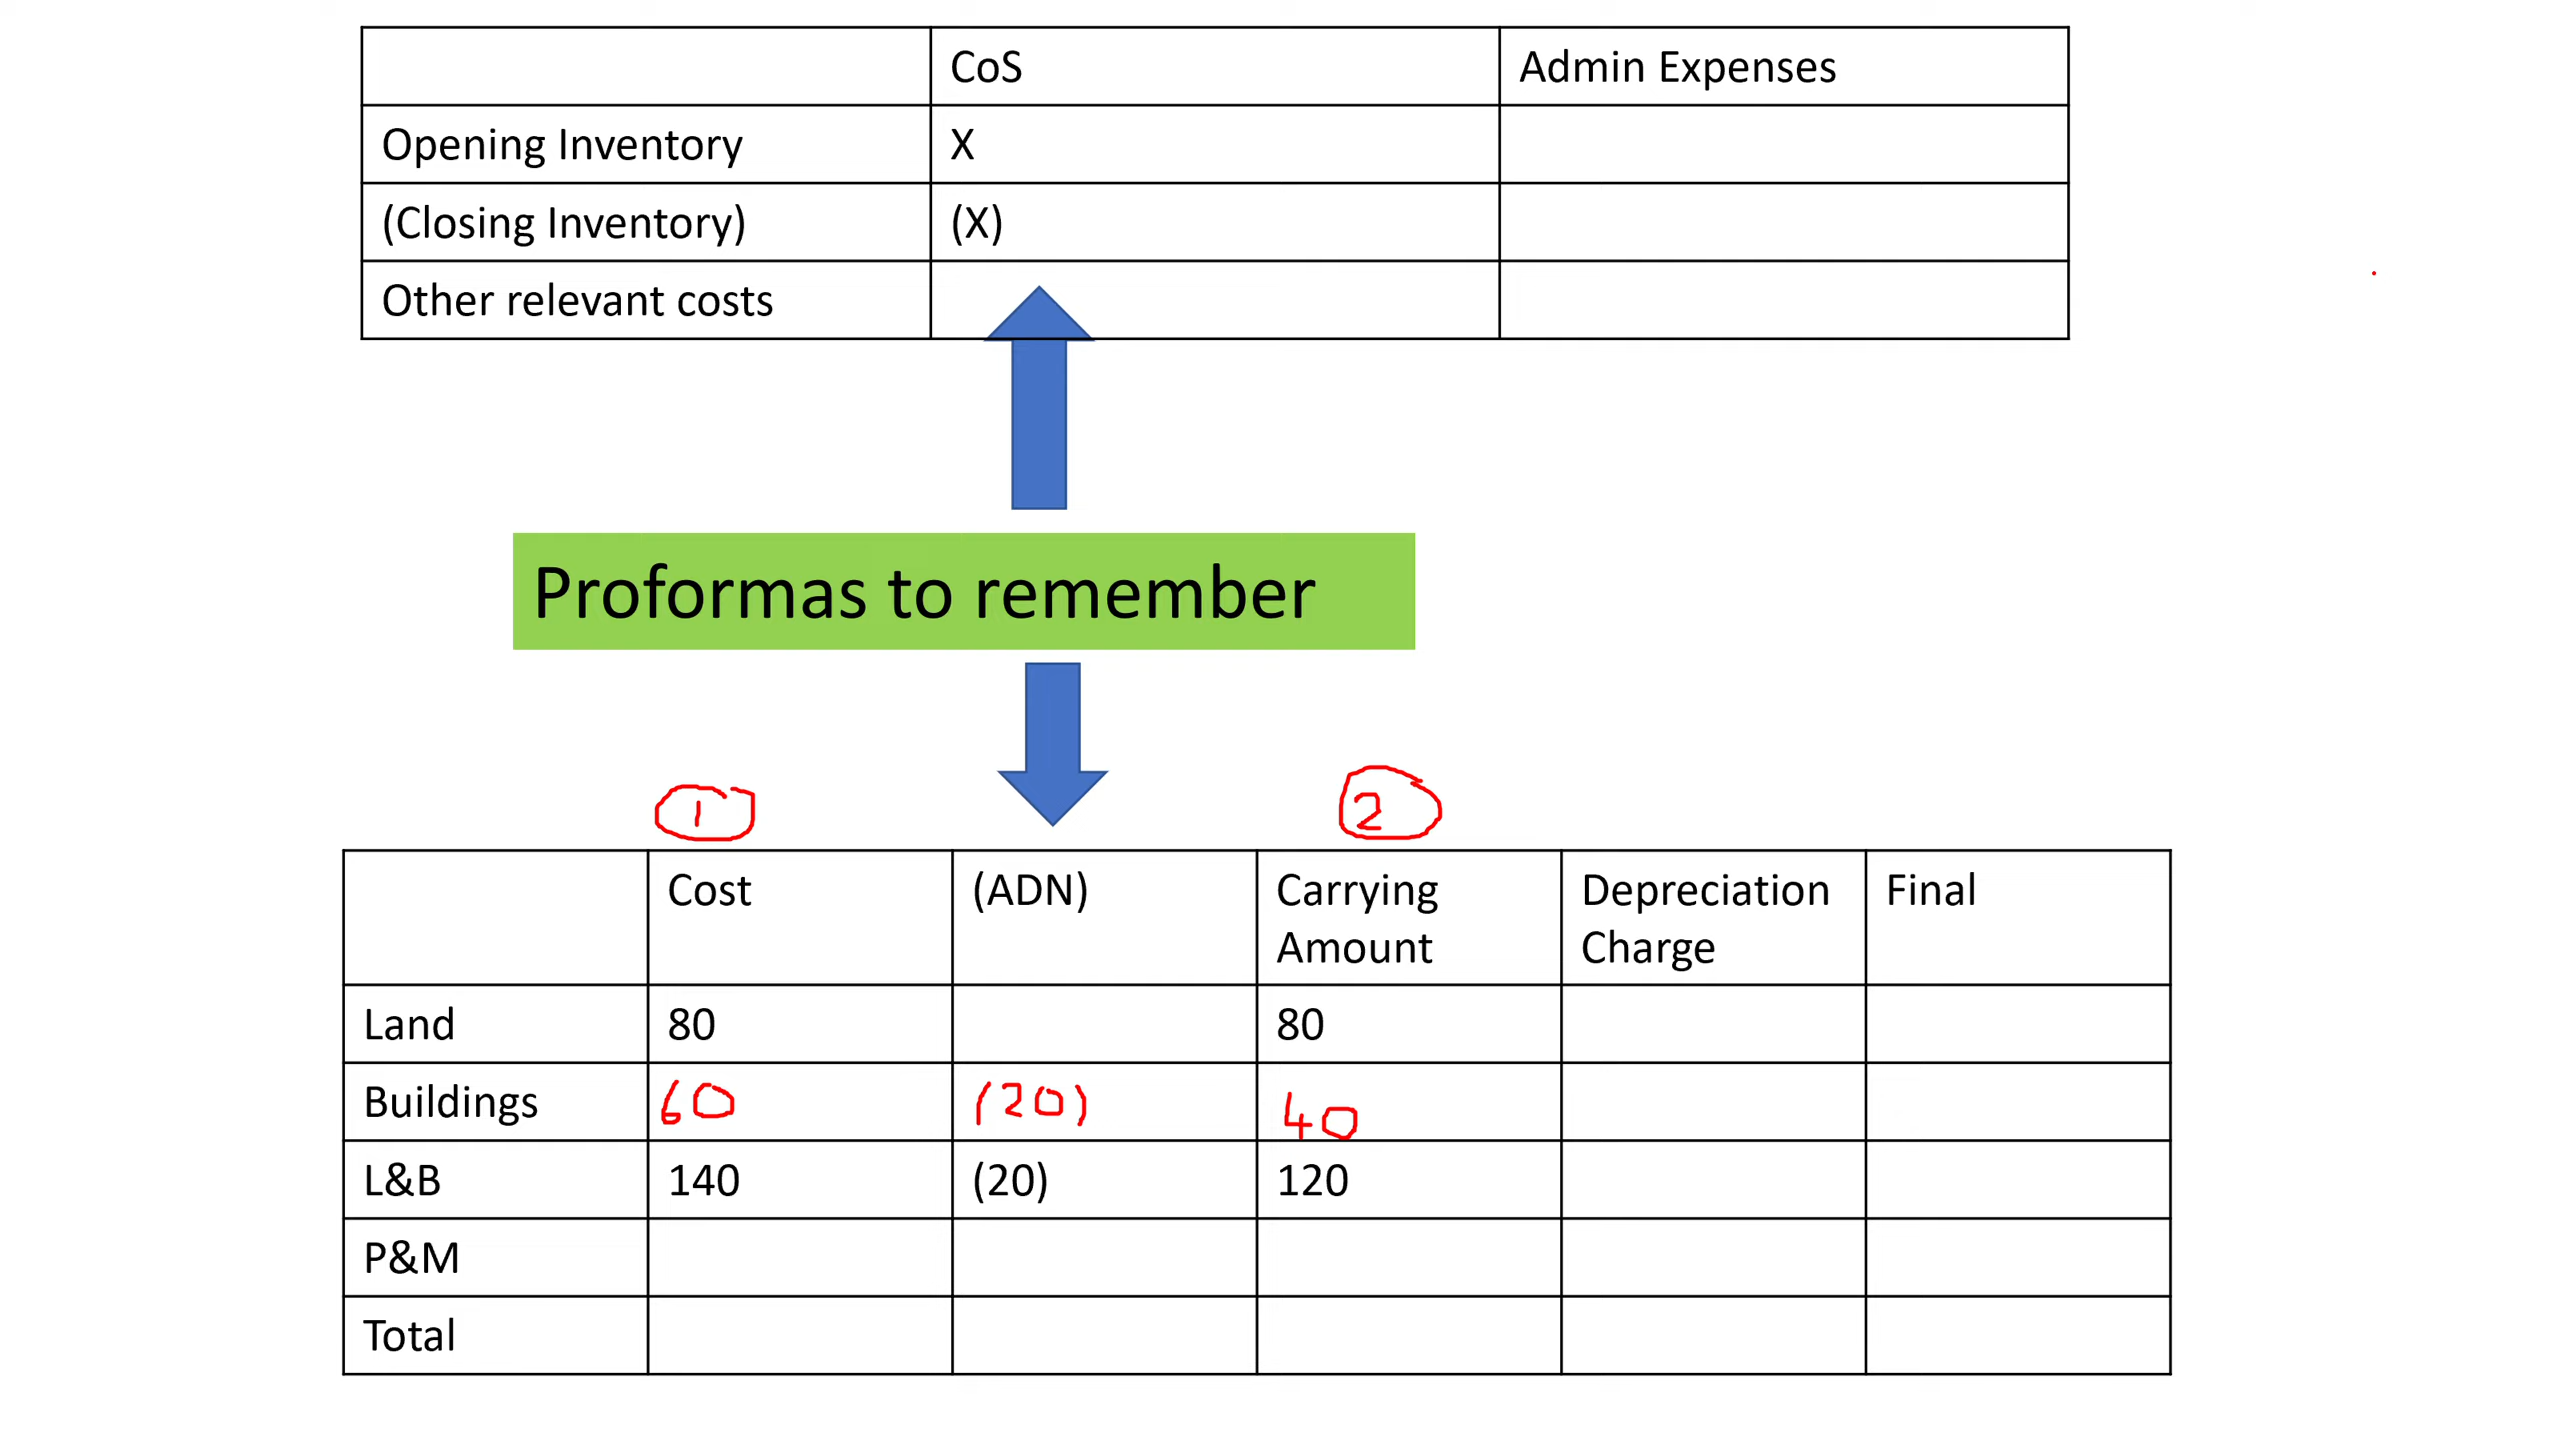 CoS Admin Expenses
Opening Inventory X
(Closing Inventory) (X)
Other relevant costs
Proformas to remember
1 2
Cost (ADN) Carrying Amount Depreciation Charge Final
Land 80 80
Buildings 60 (20) 40
L&B 140 (20) 120
P&M
Total